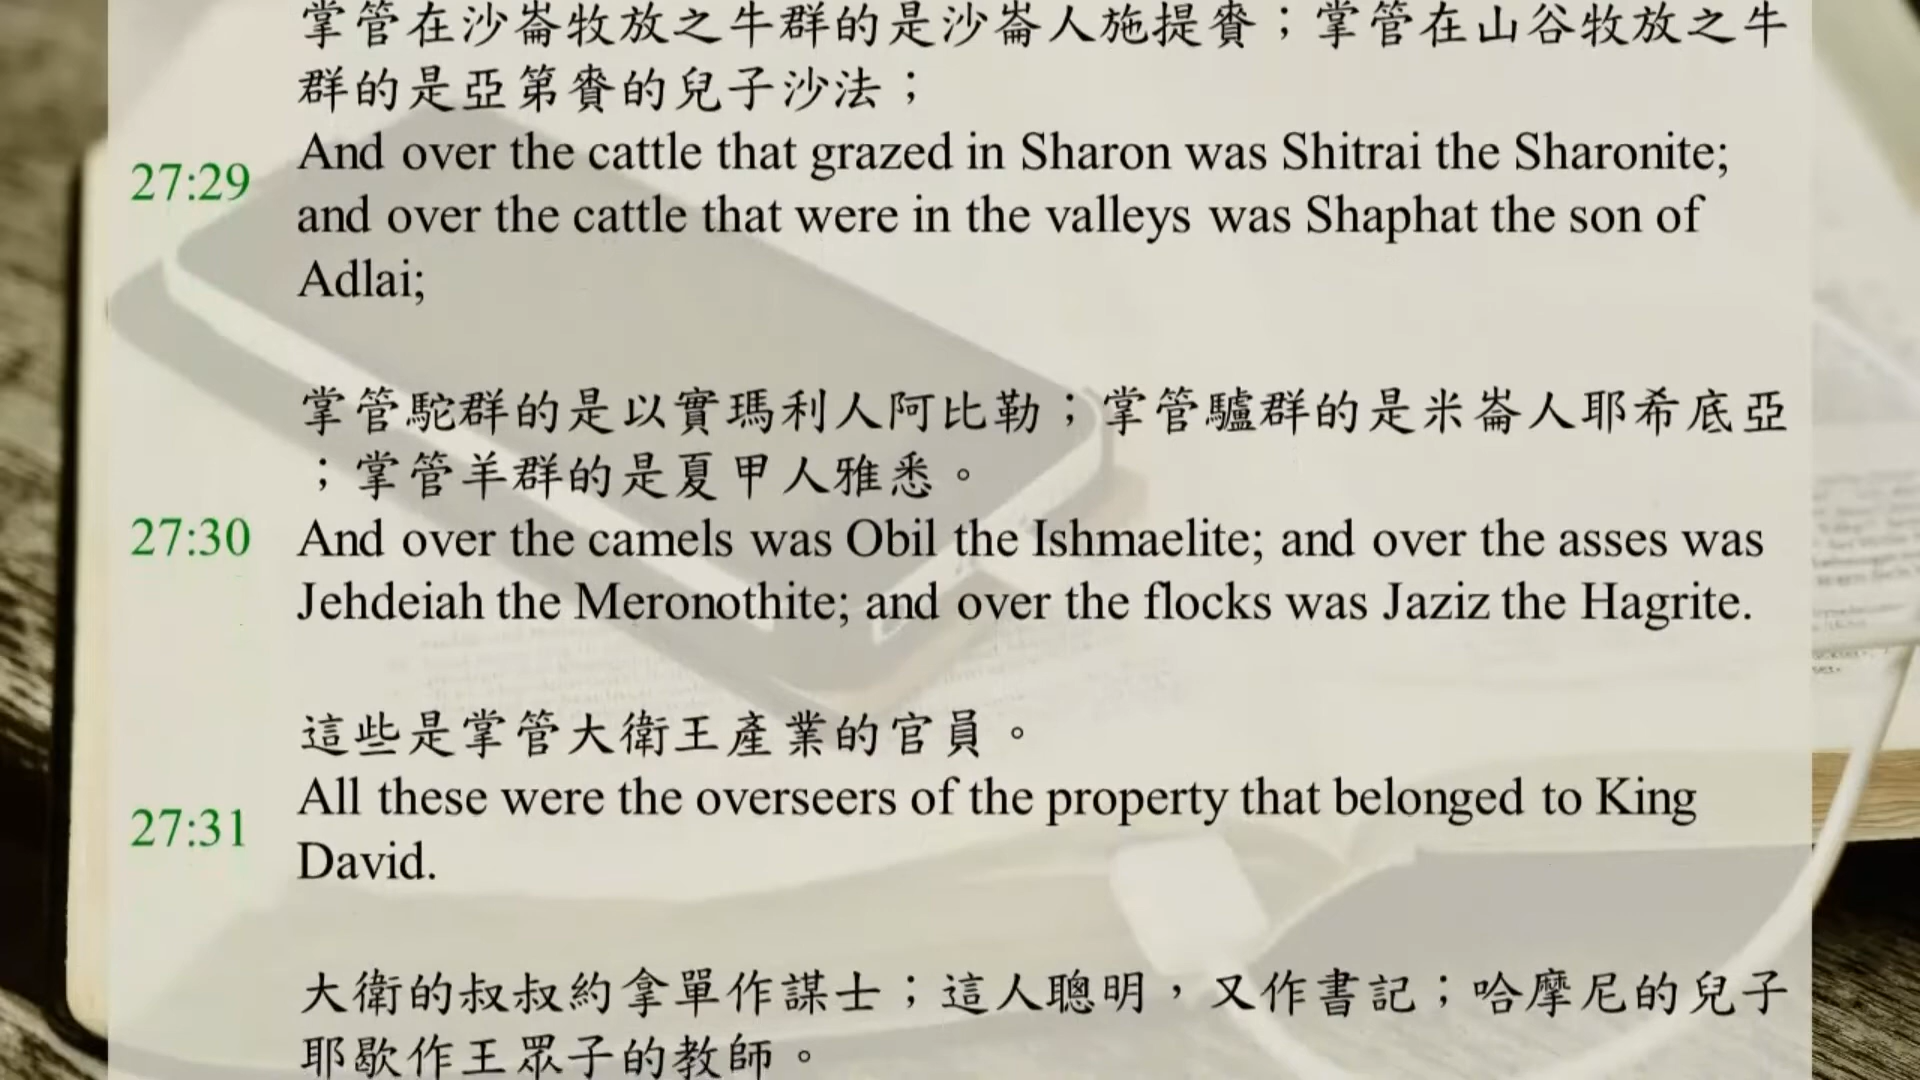 掌管在沙崙牧放之牛群的是沙崙人施提賚；掌管在山谷牧放之牛
群的是亞第賚的兒子沙法；
27:29
And over the cattle that grazed in Sharon was Shitrai the Sharonite;
and over the cattle that were in the valleys was Shaphat the son of
Adlai;
掌管駝群的是以實瑪利人阿比勒；掌管驢群的是米崙人耶希底亞
；掌管羊群的是夏甲人雅悉。
27:30
And over the camels was Obil the Ishmaelite; and over the asses was
Jehdeiah the Meronothite; and over the flocks was Jaziz the Hagrite.
這些是掌管大衛王產業的官員。
27:31
All these were the overseers of the property that belonged to King
David.
大衛的叔叔約拿單作謀士；這人聰明，又作書記；哈摩尼的兒子
耶歇作王眾子的教師。